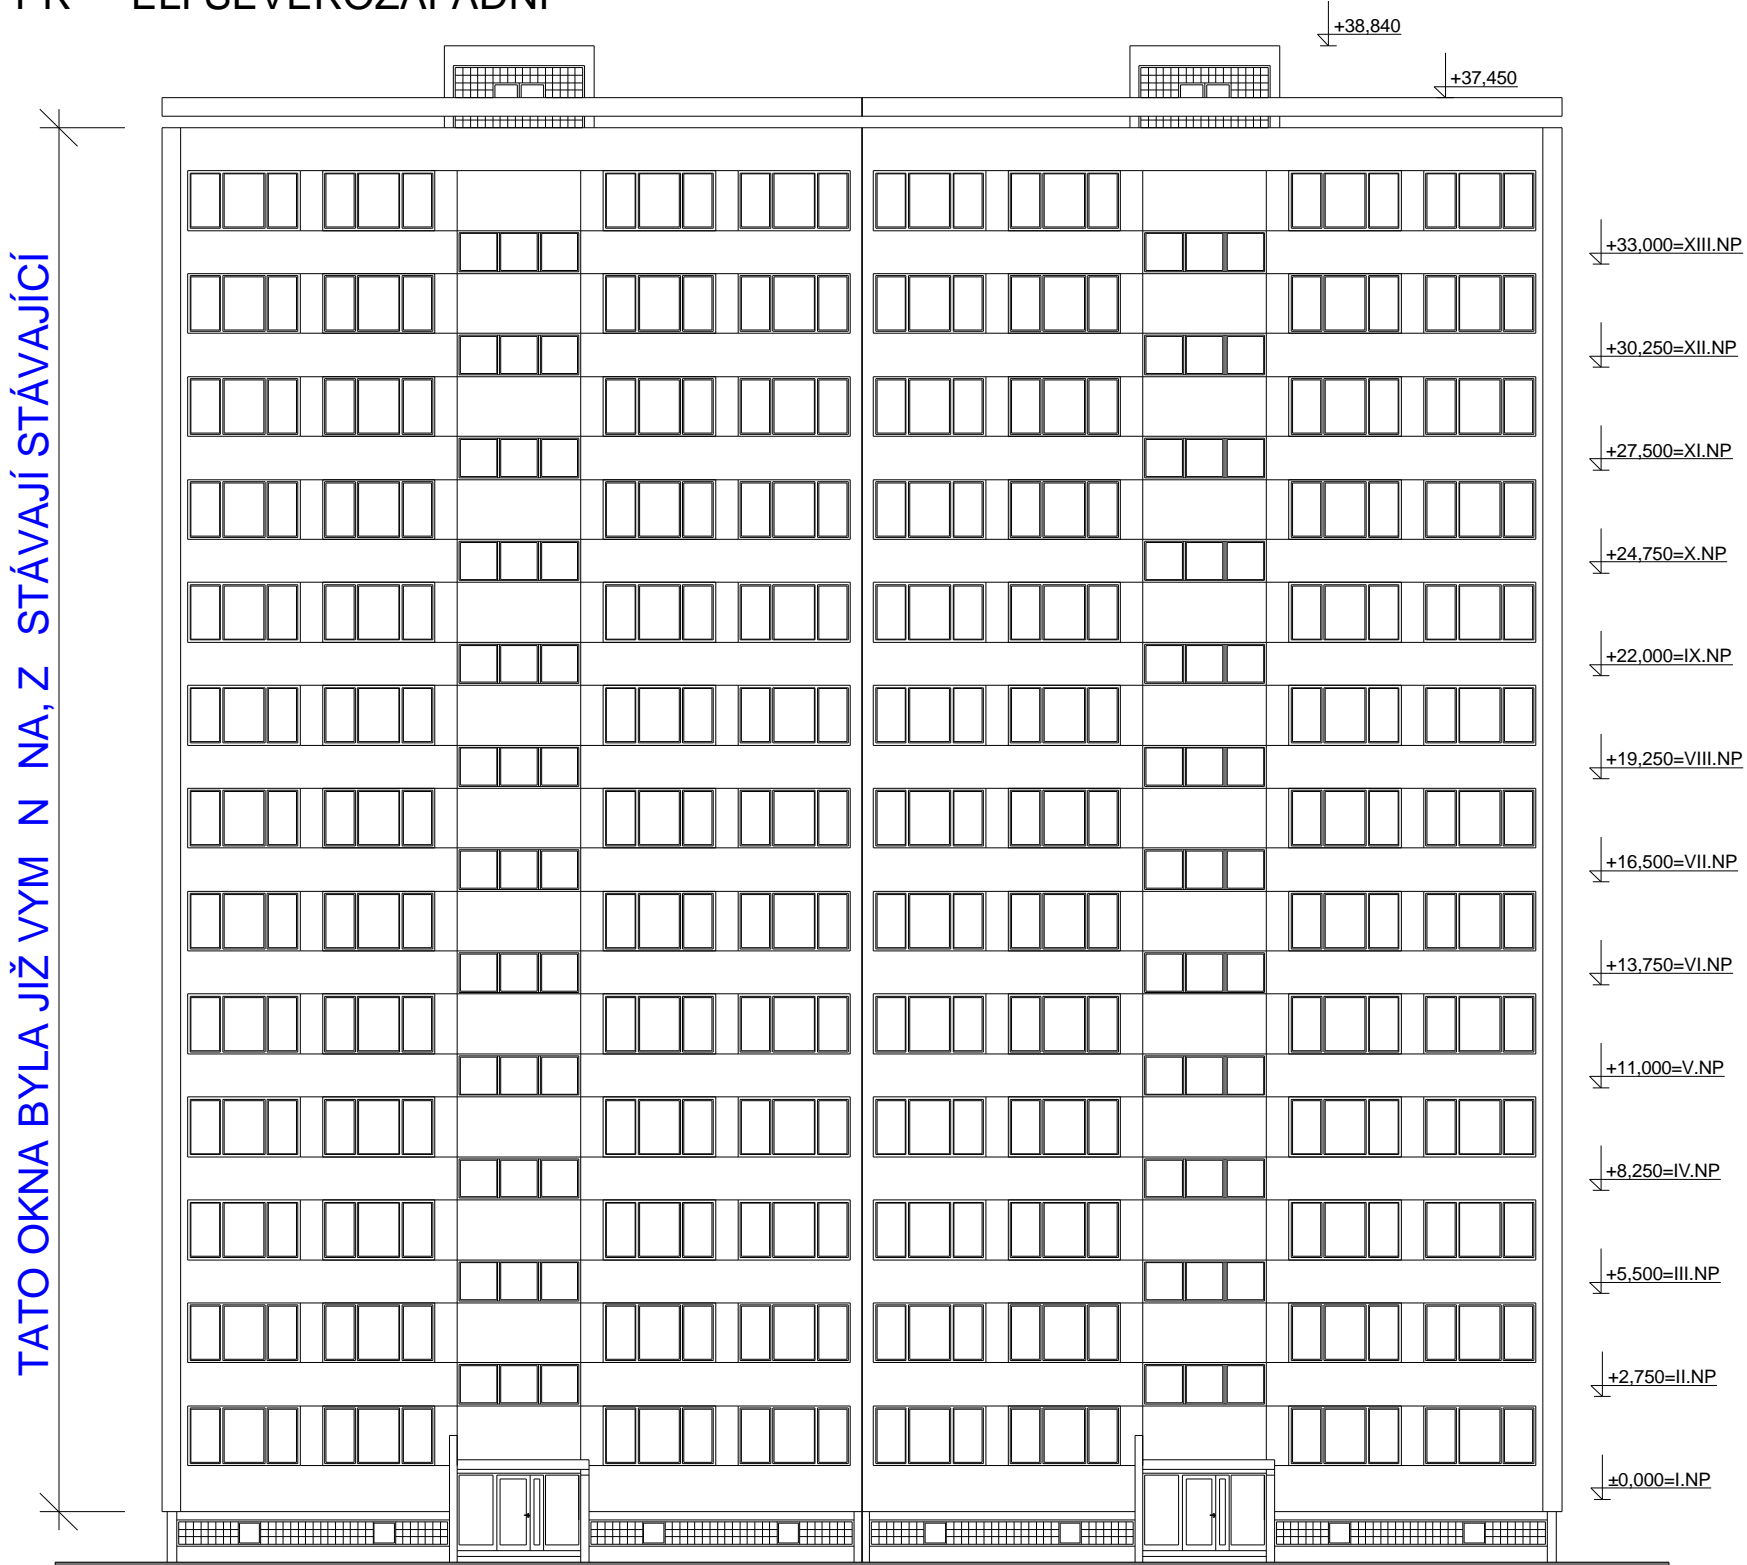 PR ELÍ SEVEROZÁPADNÍ
+38,840
+37,450
TATO OKNA BYLA JIŽ VYM N NA, Z STÁVAJÍ STÁVAJÍCÍ
+33,000=XIII.NP
+30,250=XII.NP
+27,500=XI.NP
+24,750=X.NP
+22,000=IX.NP
+19,250=VIII.NP
+16,500=VII.NP
+13,750=VI.NP
+11,000=V.NP
+8,250=IV.NP
+5,500=III.NP
+2,750=II.NP
±0,000=I.NP